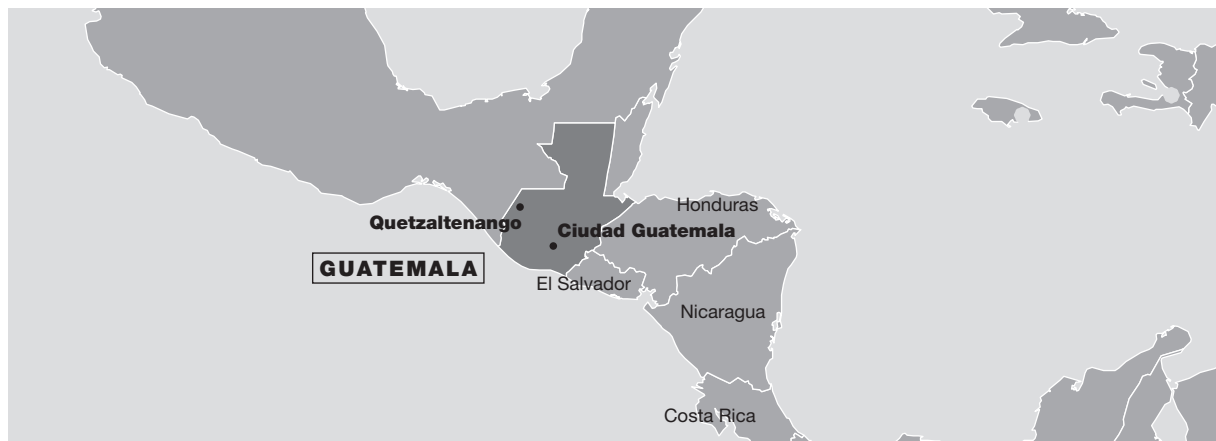 Honduras
Quetzaltenango
Ciudad Guatemala
GUATEMALA
El Salvador
Nicaragua
Costa Rica